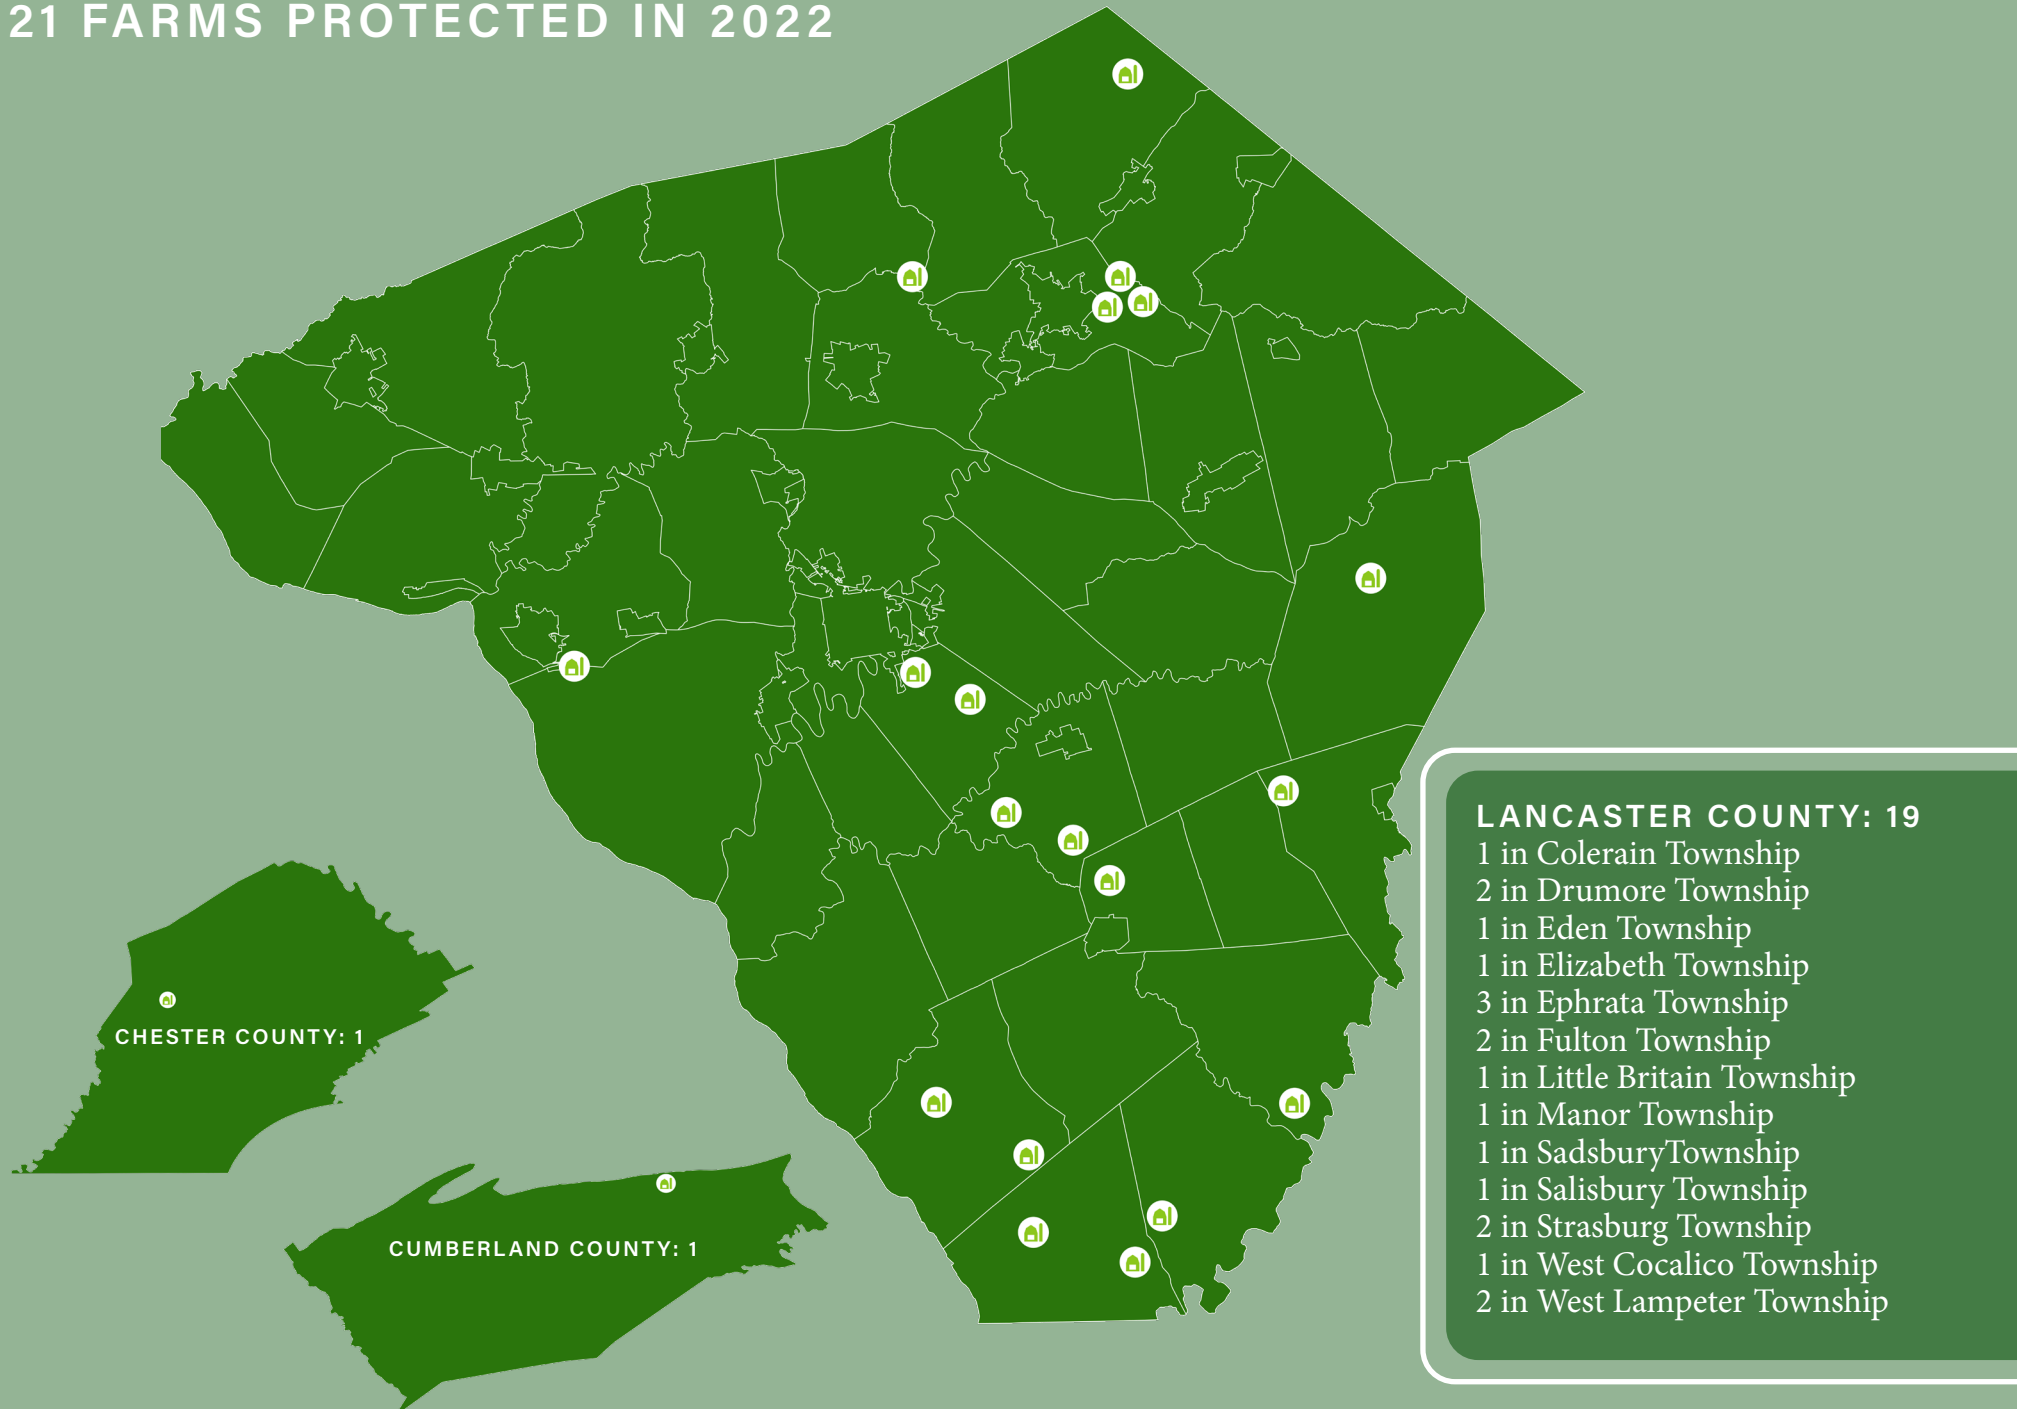 21 FARMS PROTECTED IN 2022
LANCASTER COUNTY: 19
1 in Colerain Township
2 in Drumore Township
1 in Eden Township
1 in Elizabeth Township
3 in Ephrata Township
2 in Fulton Township
1 in Little Britain Township
1 in Manor Township
1 in SadsburyTownship
1 in Salisbury Township
2 in Strasburg Township
1 in West Cocalico Township
2 in West Lampeter Township
CHESTER COUNTY: 1
CUMBERLAND COUNTY: 1